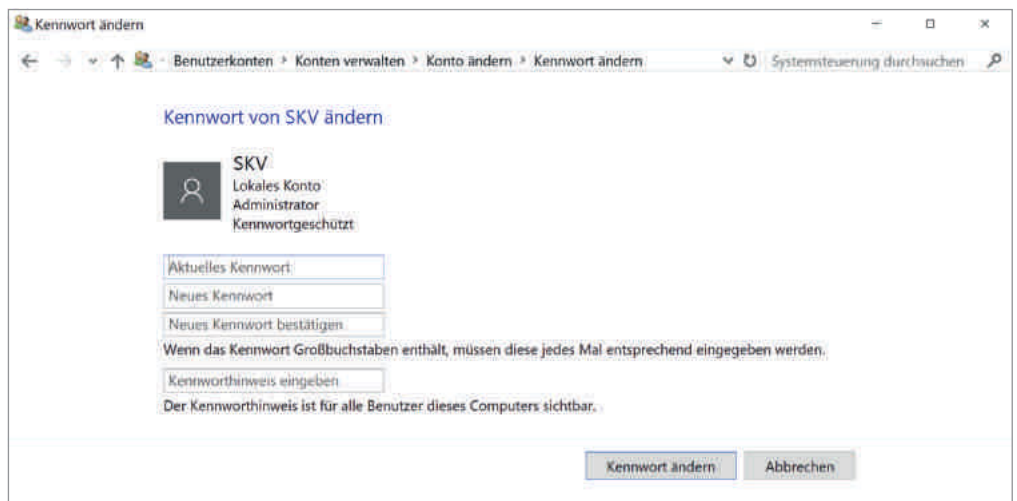 Kennwort ändern
Benutzerkonten > Konten verwalten > Konto ändern > Kennwort ändern
Systemsteuerung durchsuchen
Kennwort von SKV ändern
SKV
Lokales Konto
Administrator
Kennwortgeschützt
Aktuelles Kennwort
Neues Kennwort
Neues Kennwort bestätigen
Wenn das Kennwort Großbuchstaben enthält, müssen diese jedes Mal entsprechend eingegeben werden.
Kennworthinweis eingeben
Der Kennworthinweis ist für alle Benutzer dieses Computers sichtbar.
Kennwort ändern
Abbrechen